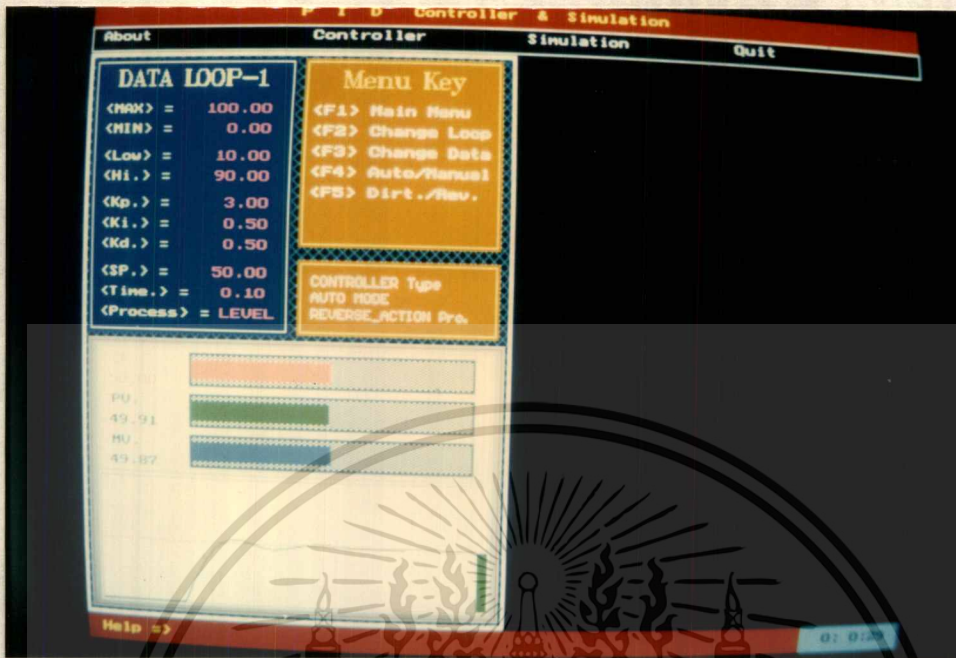 P I D Controller & Simulation
About Controller Simulation Quit
DATA LOOP-1
<MAX> = 100.00
<MIN> = 0.00
<Low> = 10.00
<Hi.> = 90.00
<Kp.> = 3.00
<Ki.> = 0.50
<Kd.> = 0.50
<SP.> = 50.00
<Time.> = 0.10
<Process> = LEVEL
Menu Key
<F1> Main Menu
<F2> Change Loop
<F3> Change Data
<F4> Auto/Manual
<F5> Dirt./Rev.
CONTROLLER Type
AUTO MODE
REVERSE_ACTION Pro.
PV.
49.91
MV.
49.87
Help =>
0: 0:29